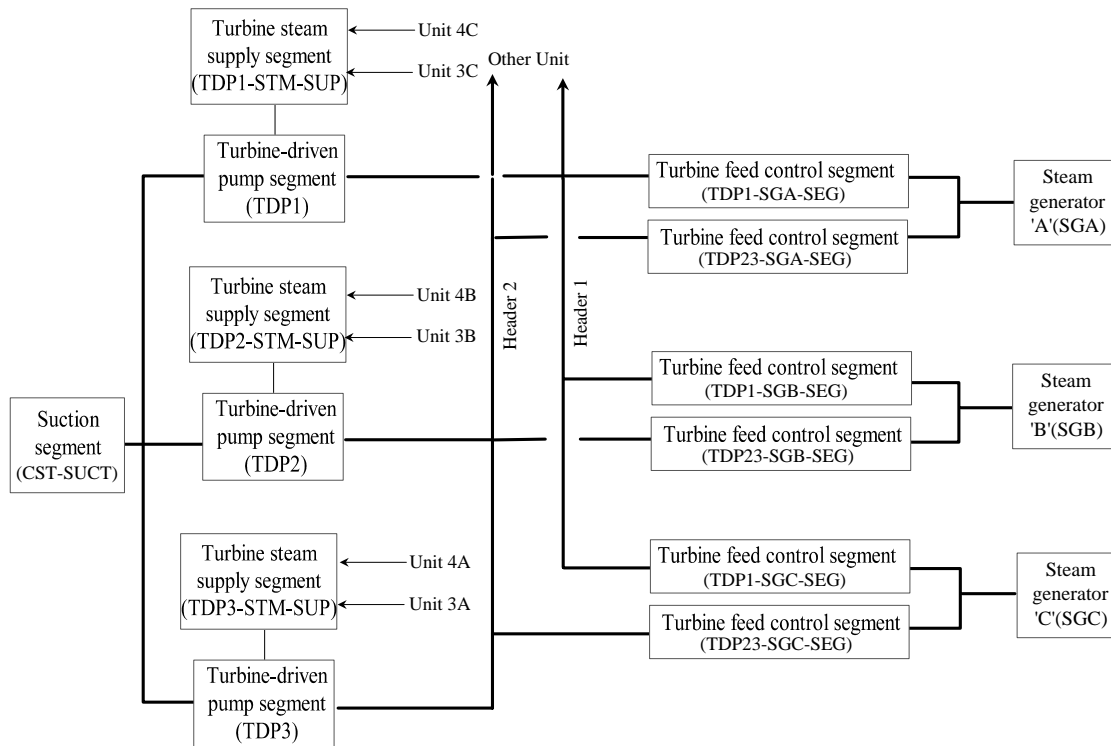 Turbine steam
supply segment
(TDP1-STM-SUP)
Unit 4C
Unit 3C
Other Unit
Turbine-driven
pump segment
(TDP1)
Turbine feed control segment
(TDP1-SGA-SEG)
Turbine feed control segment
(TDP23-SGA-SEG)
Steam
generator
'A'(SGA)
Turbine steam
supply segment
(TDP2-STM-SUP)
Unit 4B
Unit 3B
Header 2
Header 1
Suction
segment
(CST-SUCT)
Turbine-driven
pump segment
(TDP2)
Turbine feed control segment
(TDP1-SGB-SEG)
Turbine feed control segment
(TDP23-SGB-SEG)
Steam
generator
'B'(SGB)
Turbine steam
supply segment
(TDP3-STM-SUP)
Unit 4A
Unit 3A
Turbine-driven
pump segment
(TDP3)
Turbine feed control segment
(TDP1-SGC-SEG)
Turbine feed control segment
(TDP23-SGC-SEG)
Steam
generator
'C'(SGC)